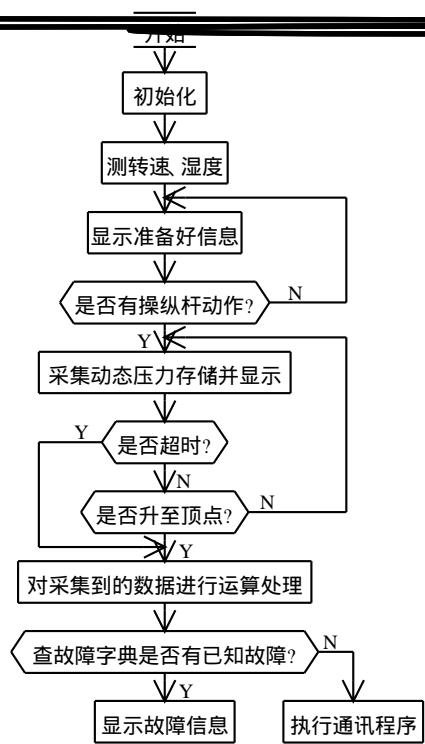 开始
初始化
测转速、湿度
显示准备好信息
是否有操纵杆动作?
N
Y
采集动态压力存储并显示
Y
是否超时?
N
是否升至顶点?
N
Y
对采集到的数据进行运算处理
查故障字典是否有已知故障?
N
Y
显示故障信息
执行通讯程序